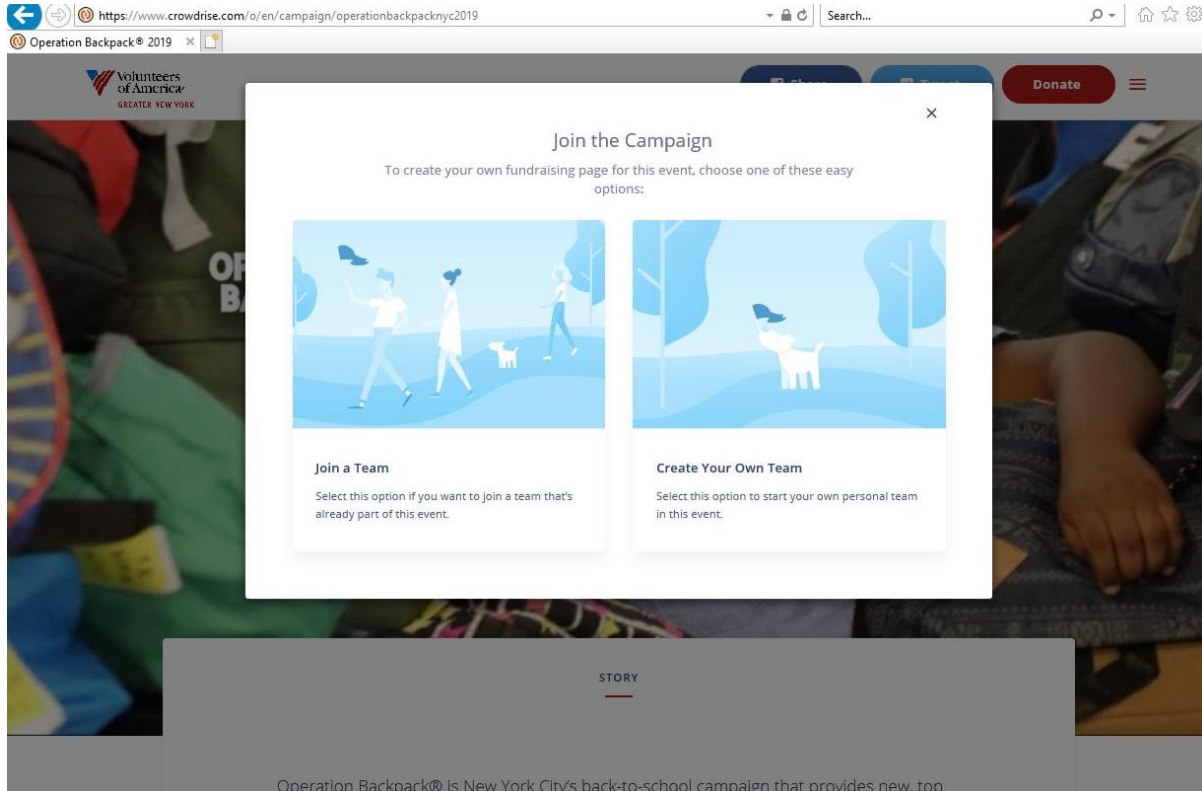 https://www.crowdrise.com/o/en/campaign/operationbackpacknyc2019
Search...
Operation Backpack® 2019
Volunteers
of America
GREATER NEW YORK
Share
Tweet
Donate
Join the Campaign
To create your own fundraising page for this event, choose one of these easy
options:
OP
BA
Join a Team
Select this option if you want to join a team that's
already part of this event.
Create Your Own Team
Select this option to start your own personal team
in this event.
STORY
Operation Backpack® is New York City's back-to-school campaign that provides new, top